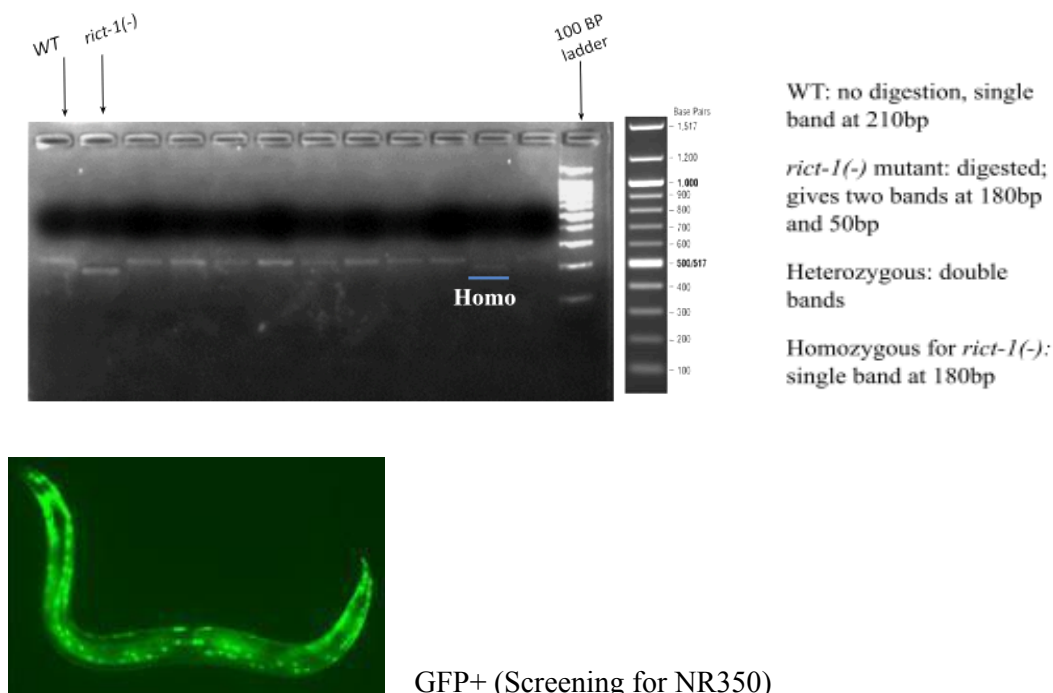 WT
rict-1(-)
100 BP
ladder
Homo
Base Pairs
1,517
1,200
1,000
900
800
700
600
500/517
400
300
200
100
WT: no digestion, single
band at 210bp
rict-1(-) mutant: digested;
gives two bands at 180bp
and 50bp
Heterozygous: double
bands
Homozygous for rict-1(-):
single band at 180bp
GFP+ (Screening for NR350)